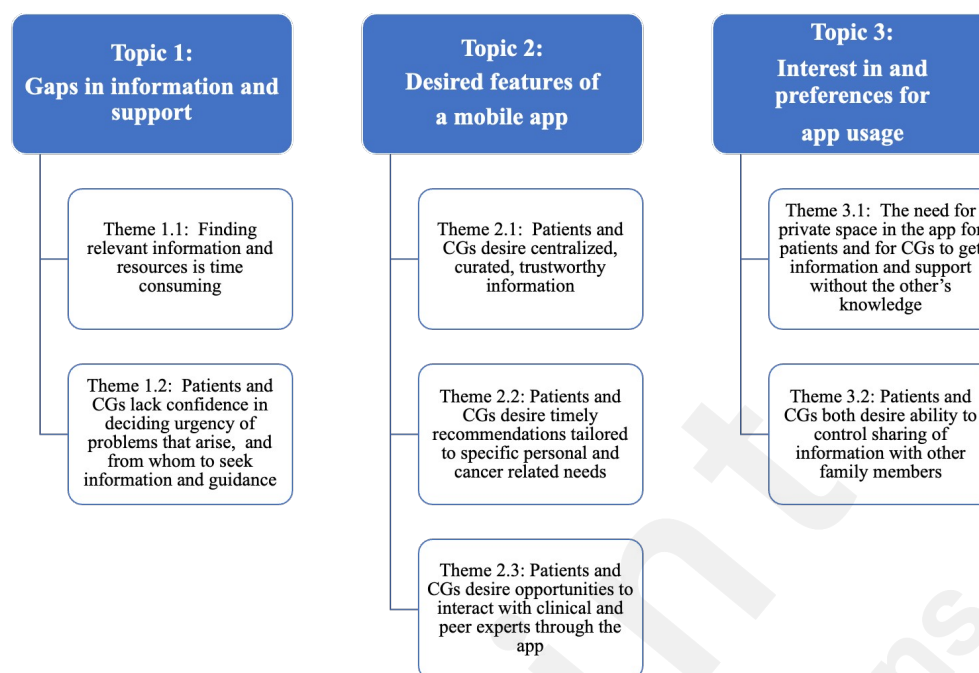 Topic 1:
Gaps in information and
support
Theme 1.1: Finding
relevant information and
resources is time
consuming
Theme 1.2: Patients and
CGs lack confidence in
deciding urgency of
problems that arise, and
from whom to seek
information and guidance
Topic 2:
Desired features of
a mobile app
Theme 2.1: Patients and
CGs desire centralized,
curated, trustworthy
information
Theme 2.2: Patients and
CGs desire timely
recommendations tailored
to specific personal and
cancer related needs
Theme 2.3: Patients and
CGs desire opportunities to
interact with clinical and
peer experts through the
app
Topic 3:
Interest in and
preferences for
app usage
Theme 3.1: The need for
private space in the app for
patients and for CGs to get
information and support
without the other’s
knowledge
Theme 3.2: Patients and
CGs both desire ability to
control sharing of
information with other
family members